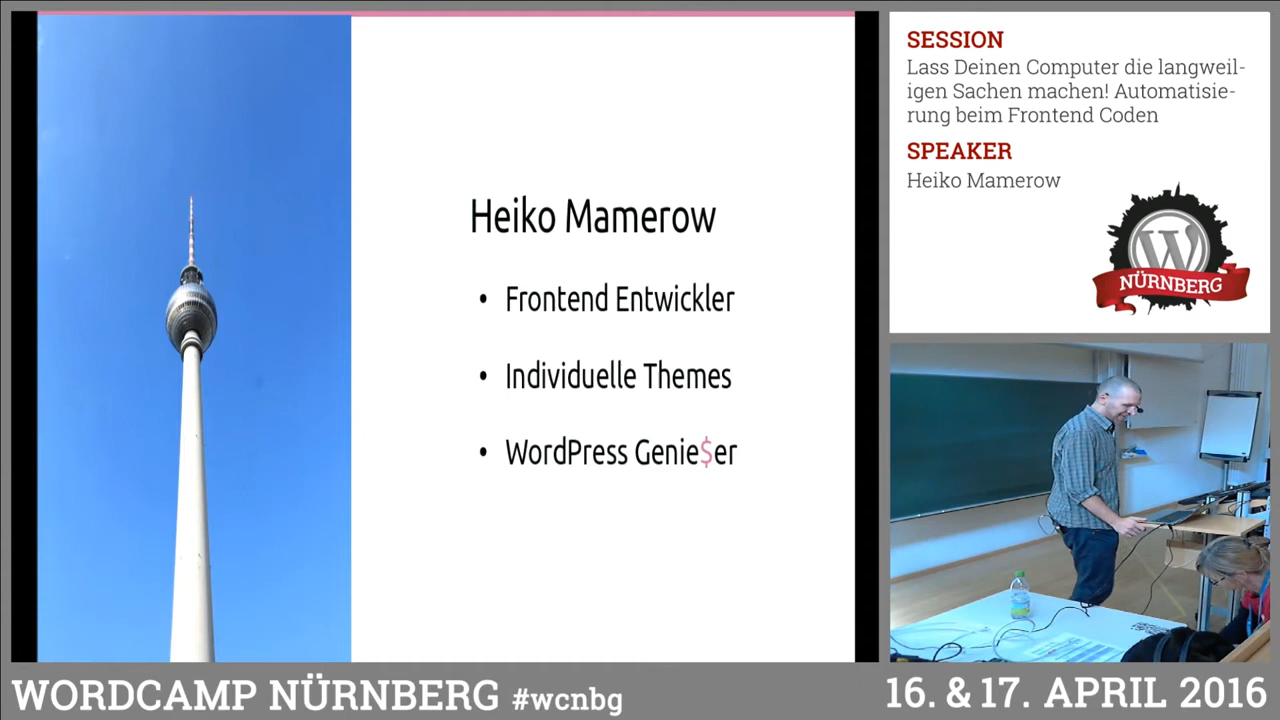 Heiko Mamerow
• Frontend Entwickler
• Individuelle Themes
• WordPress Genie$er
SESSION
Lass Deinen Computer die langweil-
igen Sachen machen! Automatisie-
rung beim Frontend Coden
SPEAKER
Heiko Mamerow
W
NÜRNBERG
WORDCAMP NÜRNBERG #wcnbg
16. & 17. APRIL 2016